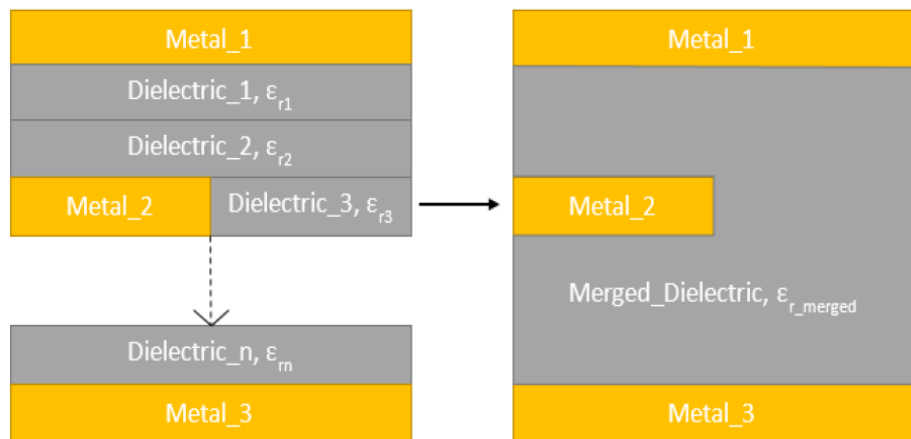 Metal_1
Dielectric_1, εr1
Dielectric_2, εr2
Metal_2
Dielectric_3, εr3
Dielectric_n, εrn
Metal_3
Metal_1
Metal_2
Merged_Dielectric, εr_merged
Metal_3